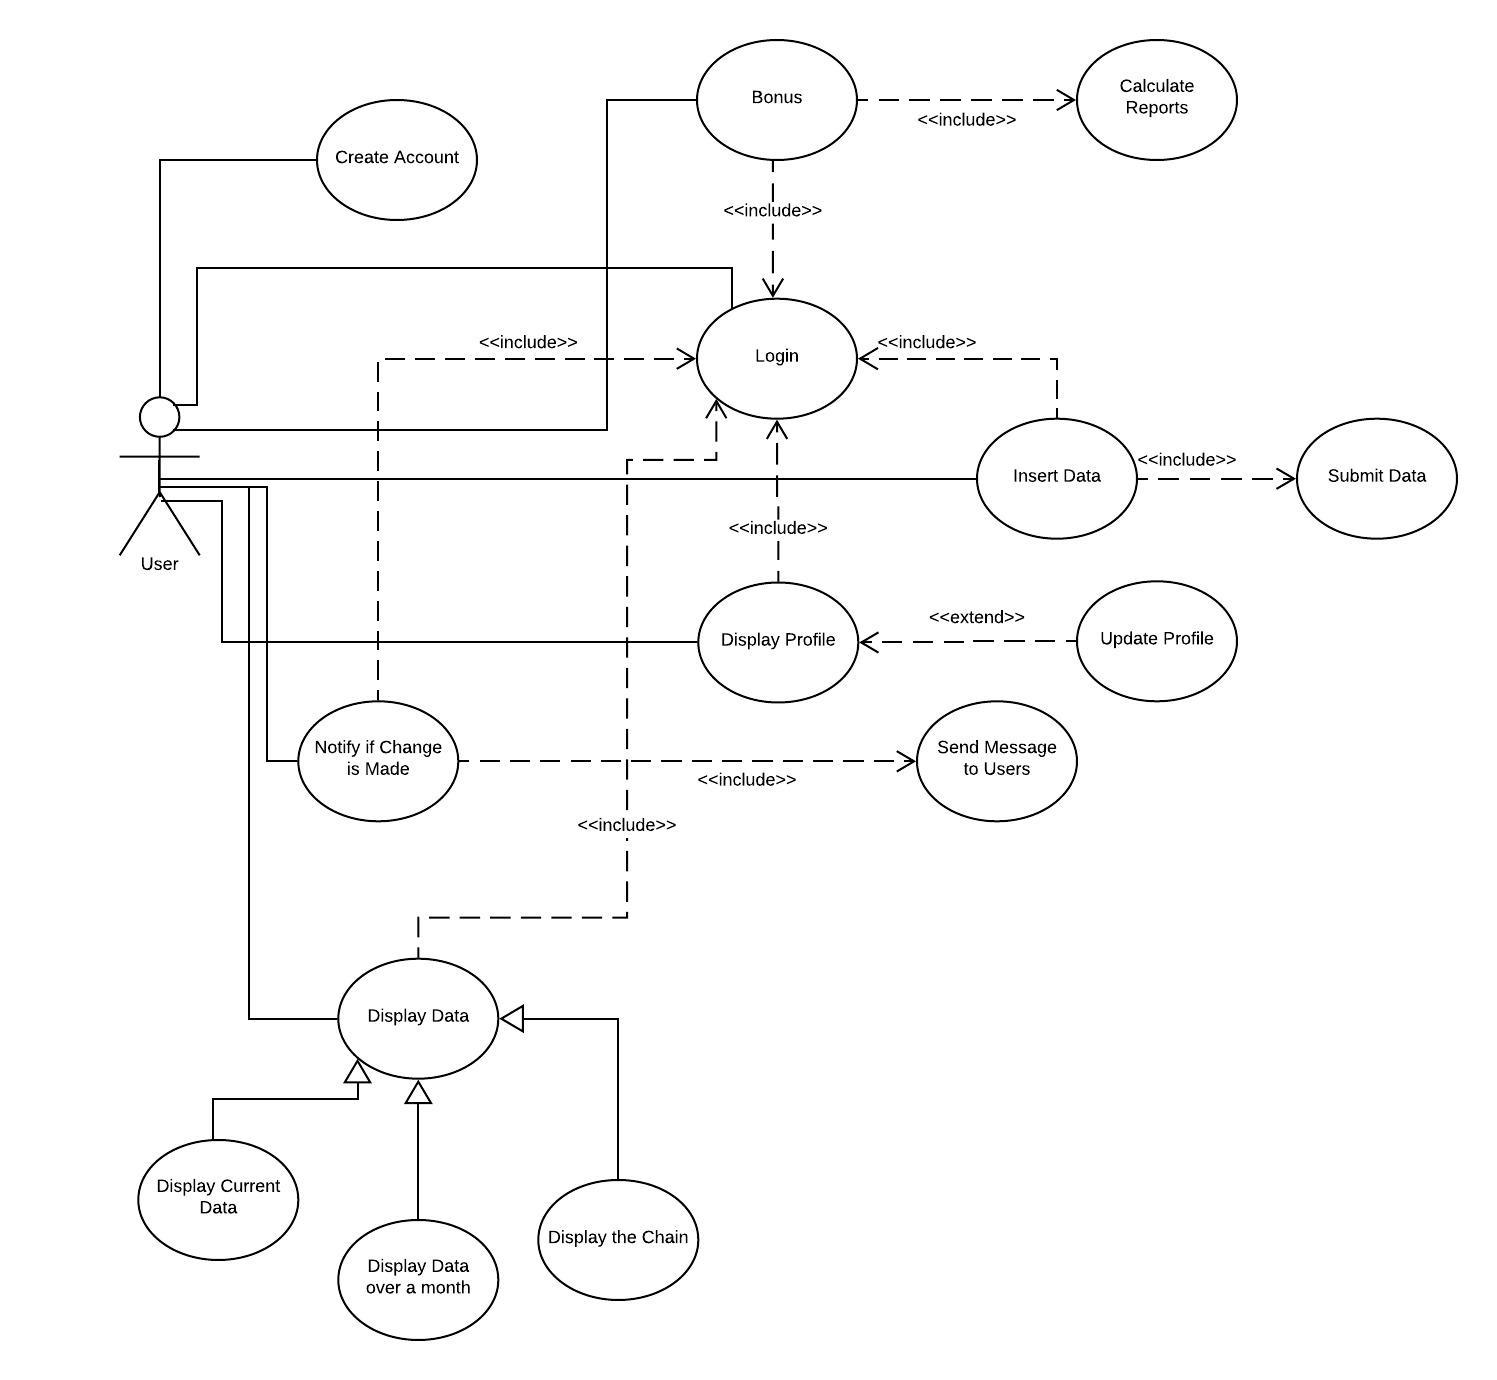 Bonus
Calculate
Reports
<<include>>
Create Account
<<include>>
<<include>>
Login
<<include>>
Insert Data
<<include>>
Submit Data
<<include>>
User
Display Profile
<<extend>>
Update Profile
Notify if Change
is Made
<<include>>
Send Message
to Users
<<include>>
Display Data
Display Current
Data
Display Data
over a month
Display the Chain